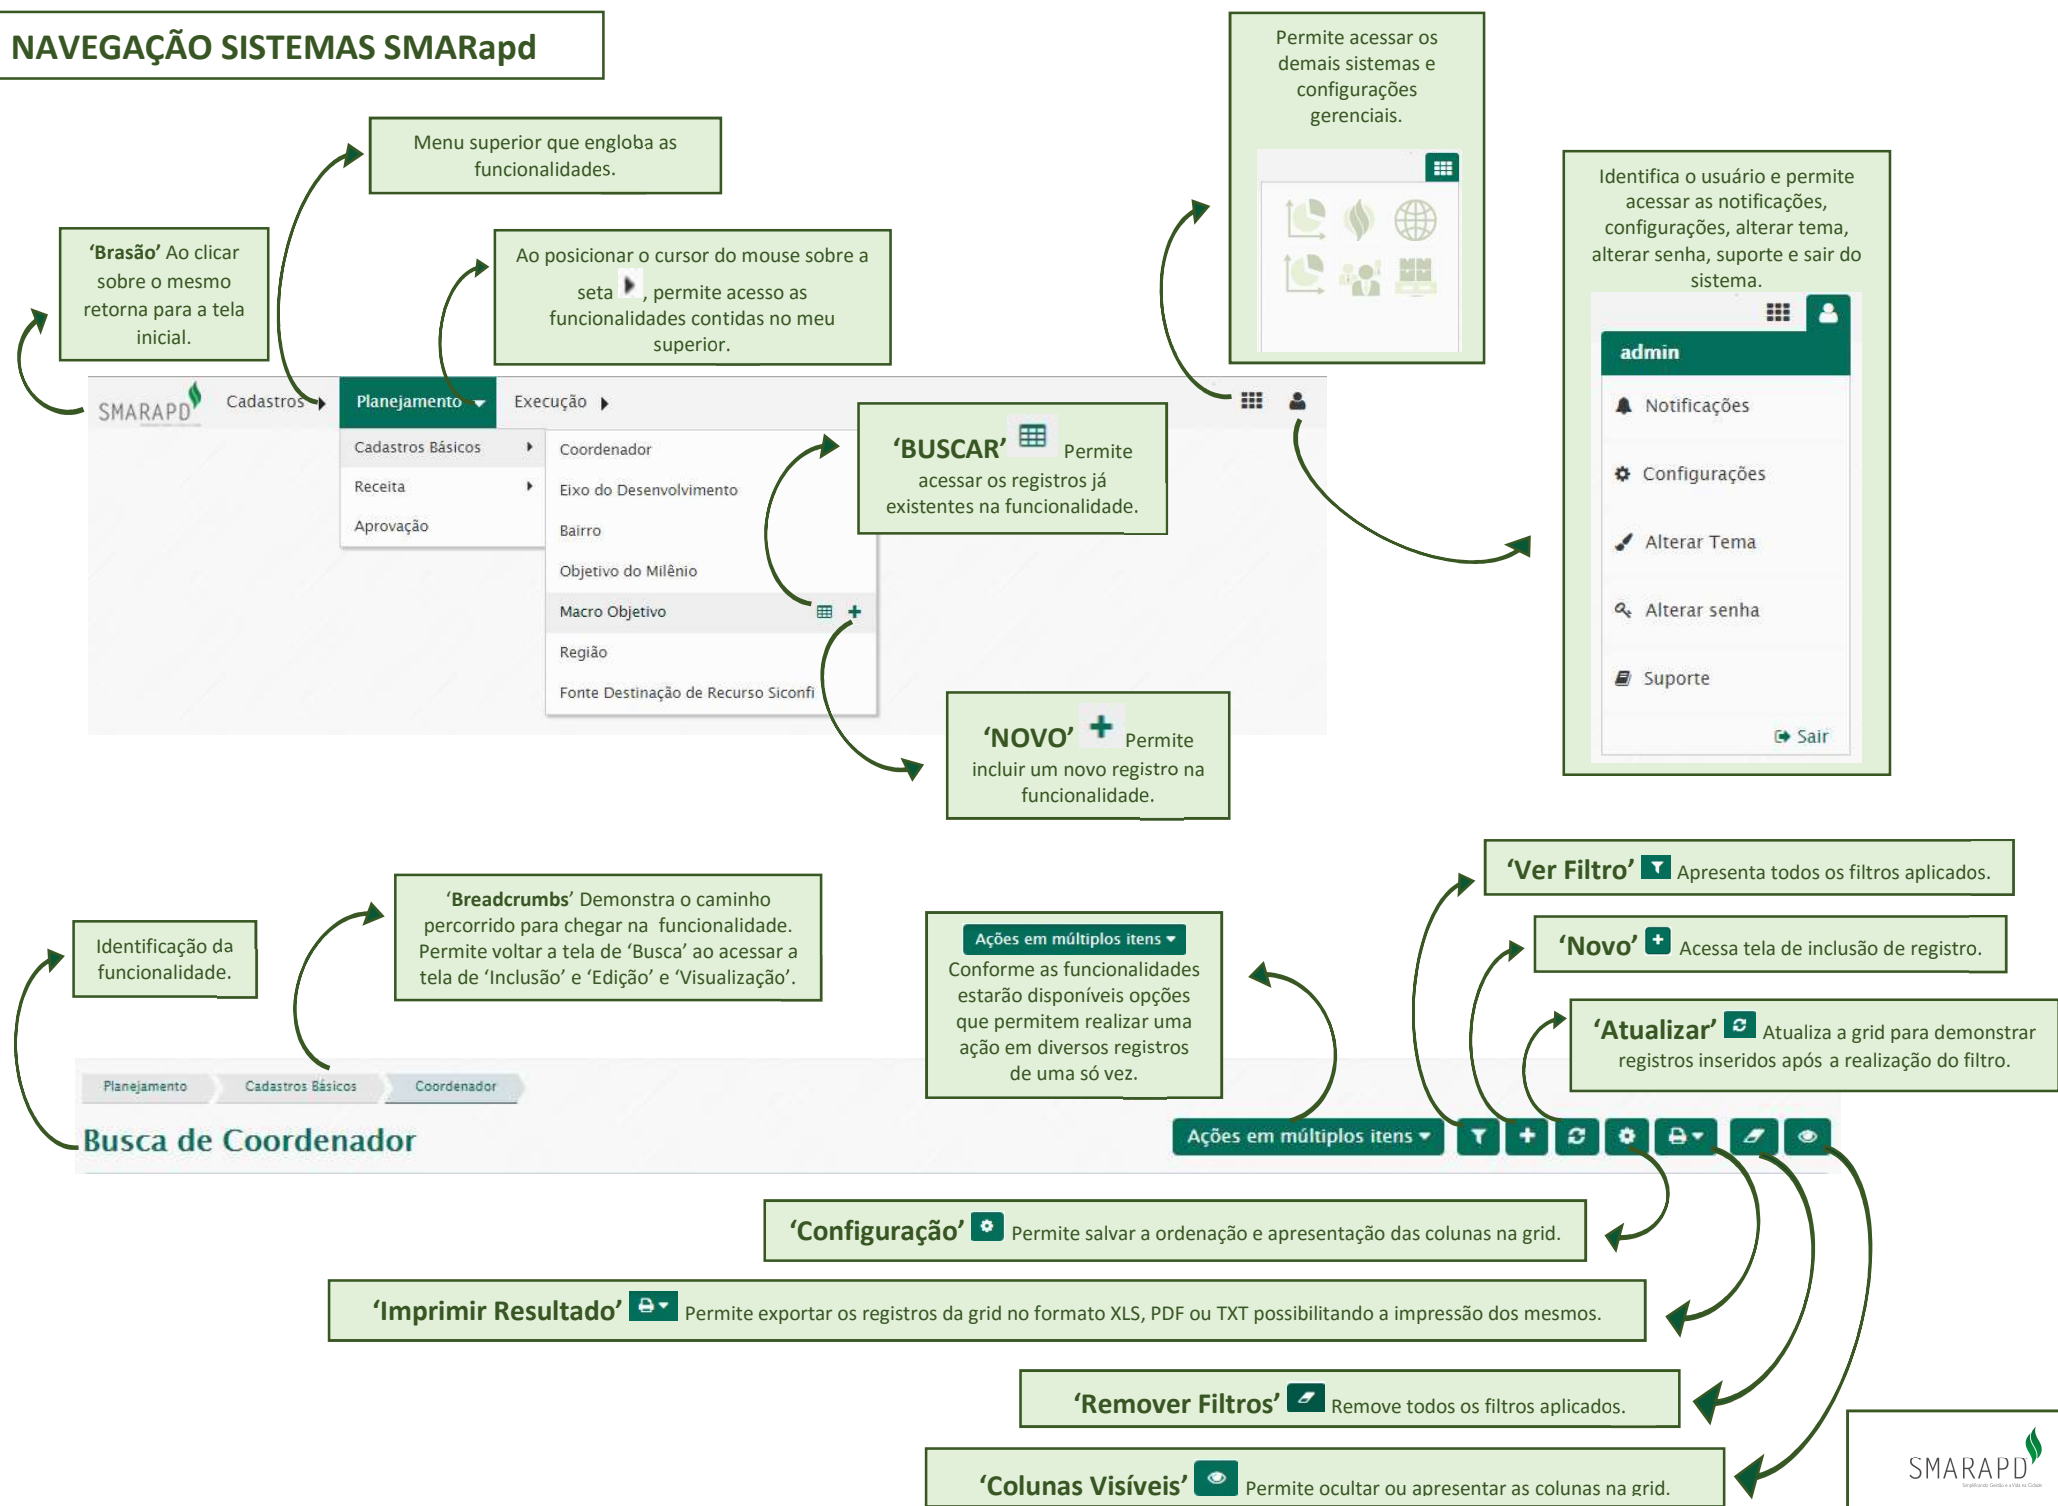 NAVEGAÇÃO SISTEMAS SMARapd
Permite acessar os
demais sistemas e
configurações
gerenciais.
Menu superior que engloba as
funcionalidades.
Identifica o usuário e permite
acessar as notificações,
configurações, alterar tema,
alterar senha, suporte e sair do
sistema.
‘Brasão’ Ao clicar
sobre o mesmo
retorna para a tela
inicial.
Ao posicionar o cursor do mouse sobre a
seta , permite acesso as
funcionalidades contidas no meu
superior.
admin
Notificações
Configurações
Alterar Tema
Alterar senha
Suporte
Sair
SMARAPD
Cadastros
Planejamento
Execução
Cadastros Básicos
Receita
Aprovação
Coordenador
Eixo do Desenvolvimento
Bairro
Objetivo do Milênio
Macro Objetivo
Região
Fonte Destinação de Recurso Siconfi
‘BUSCAR’ Permite
acessar os registros já
existentes na funcionalidade.
‘NOVO’ Permite
incluir um novo registro na
funcionalidade.
‘Ver Filtro’ Apresenta todos os filtros aplicados.
‘Breadcrumbs’ Demonstra o caminho
percorrido para chegar na funcionalidade.
Permite voltar a tela de ‘Busca’ ao acessar a
tela de ‘Inclusão’ e ‘Edição’ e ‘Visualização’.
Identificação da
funcionalidade.
Ações em múltiplos itens
Conforme as funcionalidades
estarão disponíveis opções
que permitem realizar uma
ação em diversos registros
de uma só vez.
‘Novo’ Acessa tela de inclusão de registro.
‘Atualizar’ Atualiza a grid para demonstrar
registros inseridos após a realização do filtro.
Planejamento
Cadastros Básicos
Coordenador
Busca de Coordenador
Ações em múltiplos itens
‘Configuração’ Permite salvar a ordenação e apresentação das colunas na grid.
‘Imprimir Resultado’ Permite exportar os registros da grid no formato XLS, PDF ou TXT possibilitando a impressão dos mesmos.
‘Remover Filtros’ Remove todos os filtros aplicados.
‘Colunas Visíveis’ Permite ocultar ou apresentar as colunas na grid.
SMARAPD
Simplificando Gestão e a Vida na Cidade